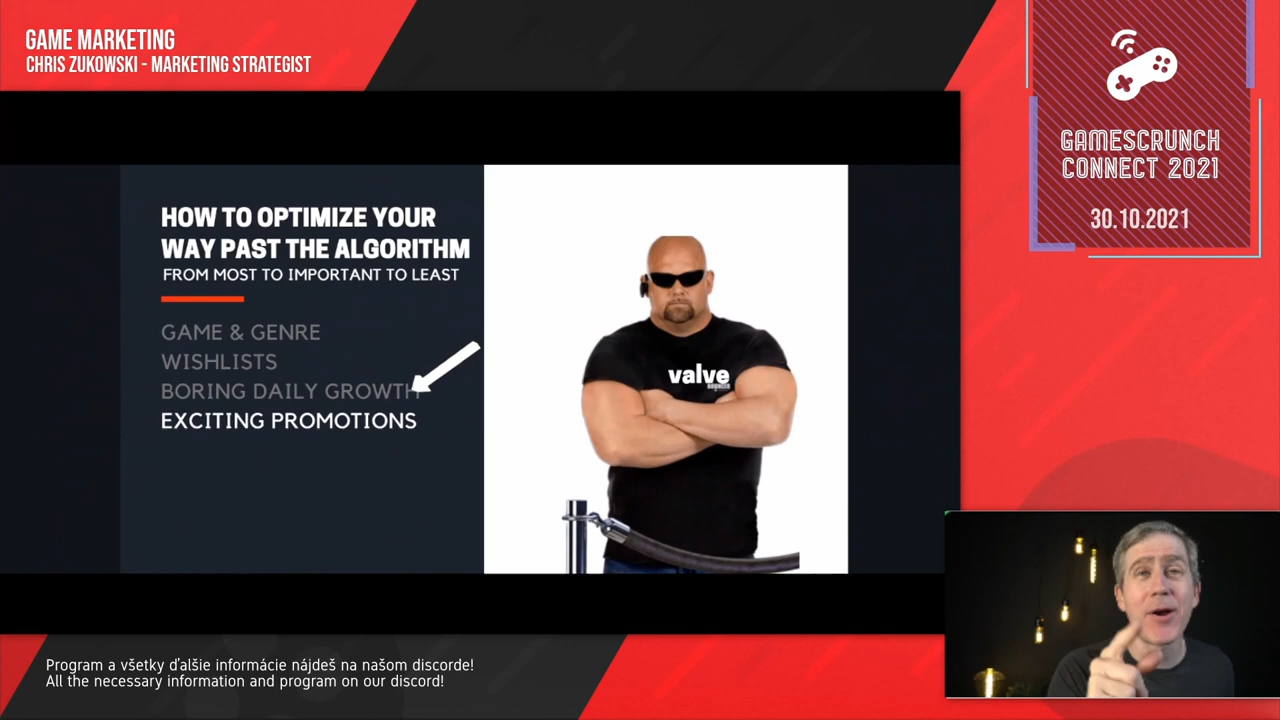 GAME MARKETING
CHRIS ZUKOWSKI - MARKETING STRATEGIST
GAMESCRUNCH
CONNECT 2021
30.10.2021
HOW TO OPTIMIZE YOUR
WAY PAST THE ALGORITHM
FROM MOST TO IMPORTANT TO LEAST
GAME & GENRE
WISHLISTS
BORING DAILY GROWTH
EXCITING PROMOTIONS
valve
Program a všetky ďalšie informácie nájdeš na našom discorde!
All the necessary information and program on our discord!